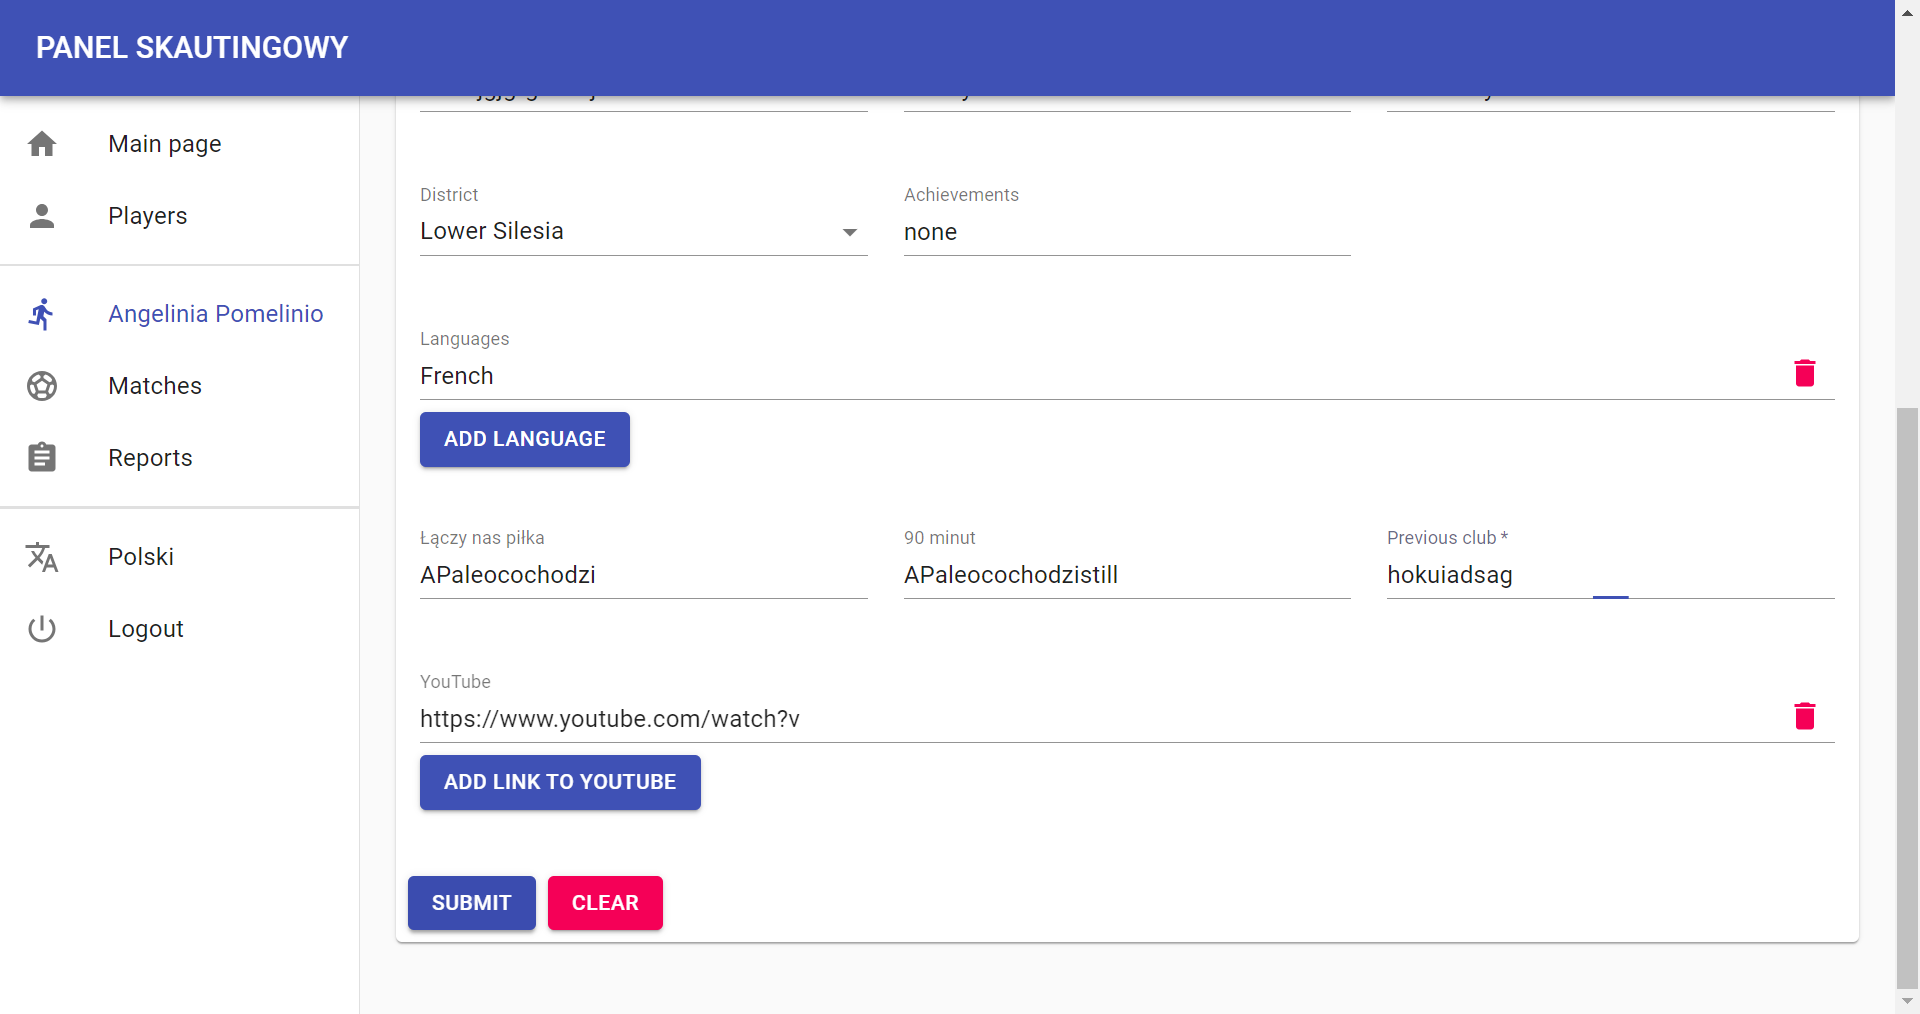 PANEL SKAUTINGOWY
Main page
Players
Angelinia Pomelinio
Matches
Reports
Polski
Logout
District
Achievements
Lower Silesia
none
Languages
French
ADD LANGUAGE
Łączy nas piłka
90 minut
Previous club *
APaleocochodzi
APaleocochodzistill
hokuiadsag
YouTube
https://www.youtube.com/watch?v
ADD LINK TO YOUTUBE
SUBMIT
CLEAR